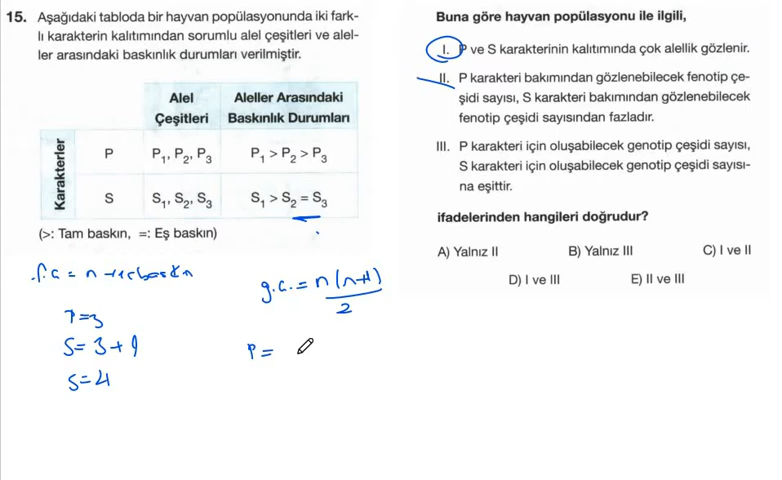 15. Aşağıdaki tabloda bir hayvan popülasyonunda iki fark-
lı karakterin kalıtımından sorumlu alel çeşitleri ve alel-
ler arasındaki baskınlık durumları verilmiştir.
Alel Çeşitleri
Aleller Arasındaki Baskınlık Durumları
Karakterler
P P₁, P₂, P₃ P₁ > P₂ > P₃
S S₁, S₂, S₃ S₁ > S₂ = S₃
(>: Tam baskın, =: Eş baskın)
Buna göre hayvan popülasyonu ile ilgili,
I. P ve S karakterinin kalıtımında çok alellik gözlenir.
II. P karakteri bakımından gözlenebilecek fenotip çe-
şidi sayısı, S karakteri bakımından gözlenebilecek
fenotip çeşidi sayısından fazladır.
III. P karakteri için oluşabilecek genotip çeşidi sayısı,
S karakteri için oluşabilecek genotip çeşidi sayısı-
na eşittir.
ifadelerinden hangileri doğrudur?
A) Yalnız II B) Yalnız III C) I ve II
D) I ve III E) II ve III
g.ç. = n(n+1)
2
S= 3+1
S=4
P=